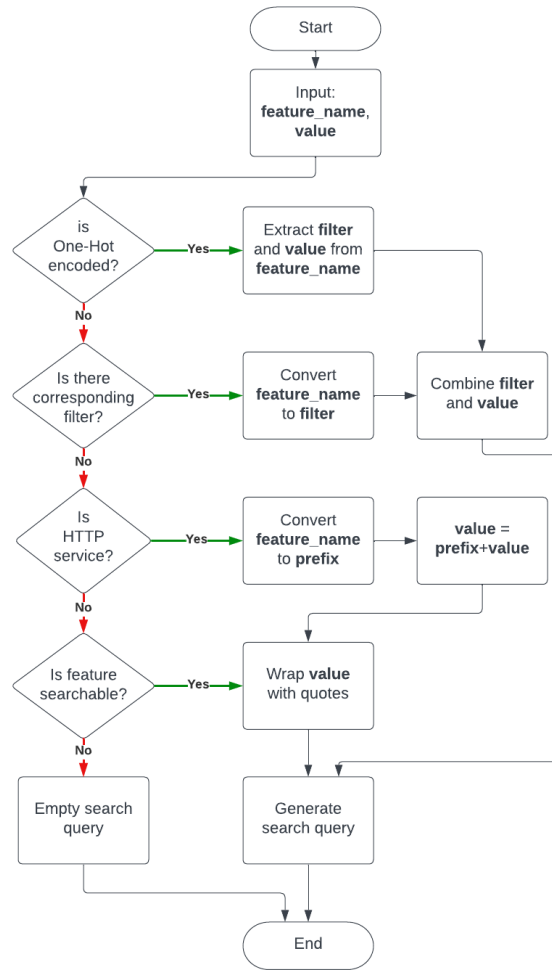 Start
Input:
feature_name,
value
is
One-Hot
encoded?
Yes
Extract filter
and value from
feature_name
No
Is there
corresponding
filter?
Yes
Convert
feature_name
to filter
Combine filter
and value
No
Is
HTTP
service?
Yes
Convert
feature_name
to prefix
value =
prefix+value
No
Is feature
searchable?
Yes
Wrap value
with quotes
No
Empty search
query
Generate
search query
End